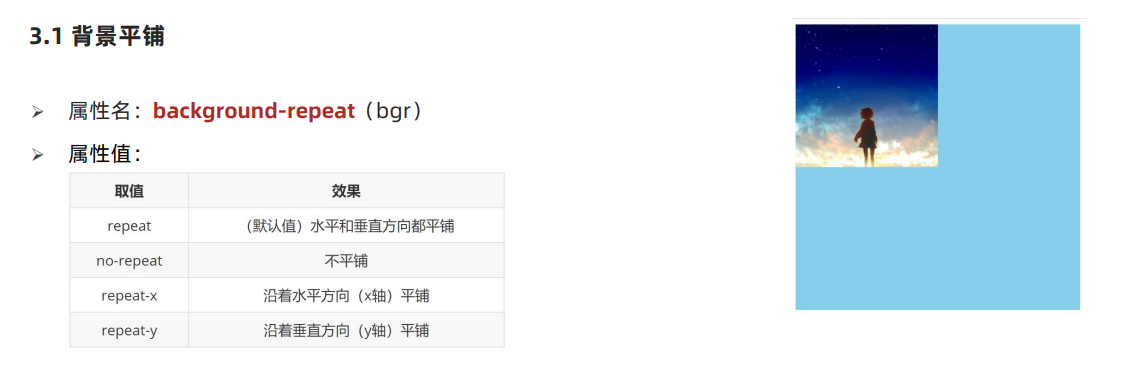 3.1 背景平铺
属性名：background-repeat（bgr）
属性值：
取值 效果
repeat （默认值）水平和垂直方向都平铺
no-repeat 不平铺
repeat-x 沿着水平方向（x轴）平铺
repeat-y 沿着垂直方向（y轴）平铺